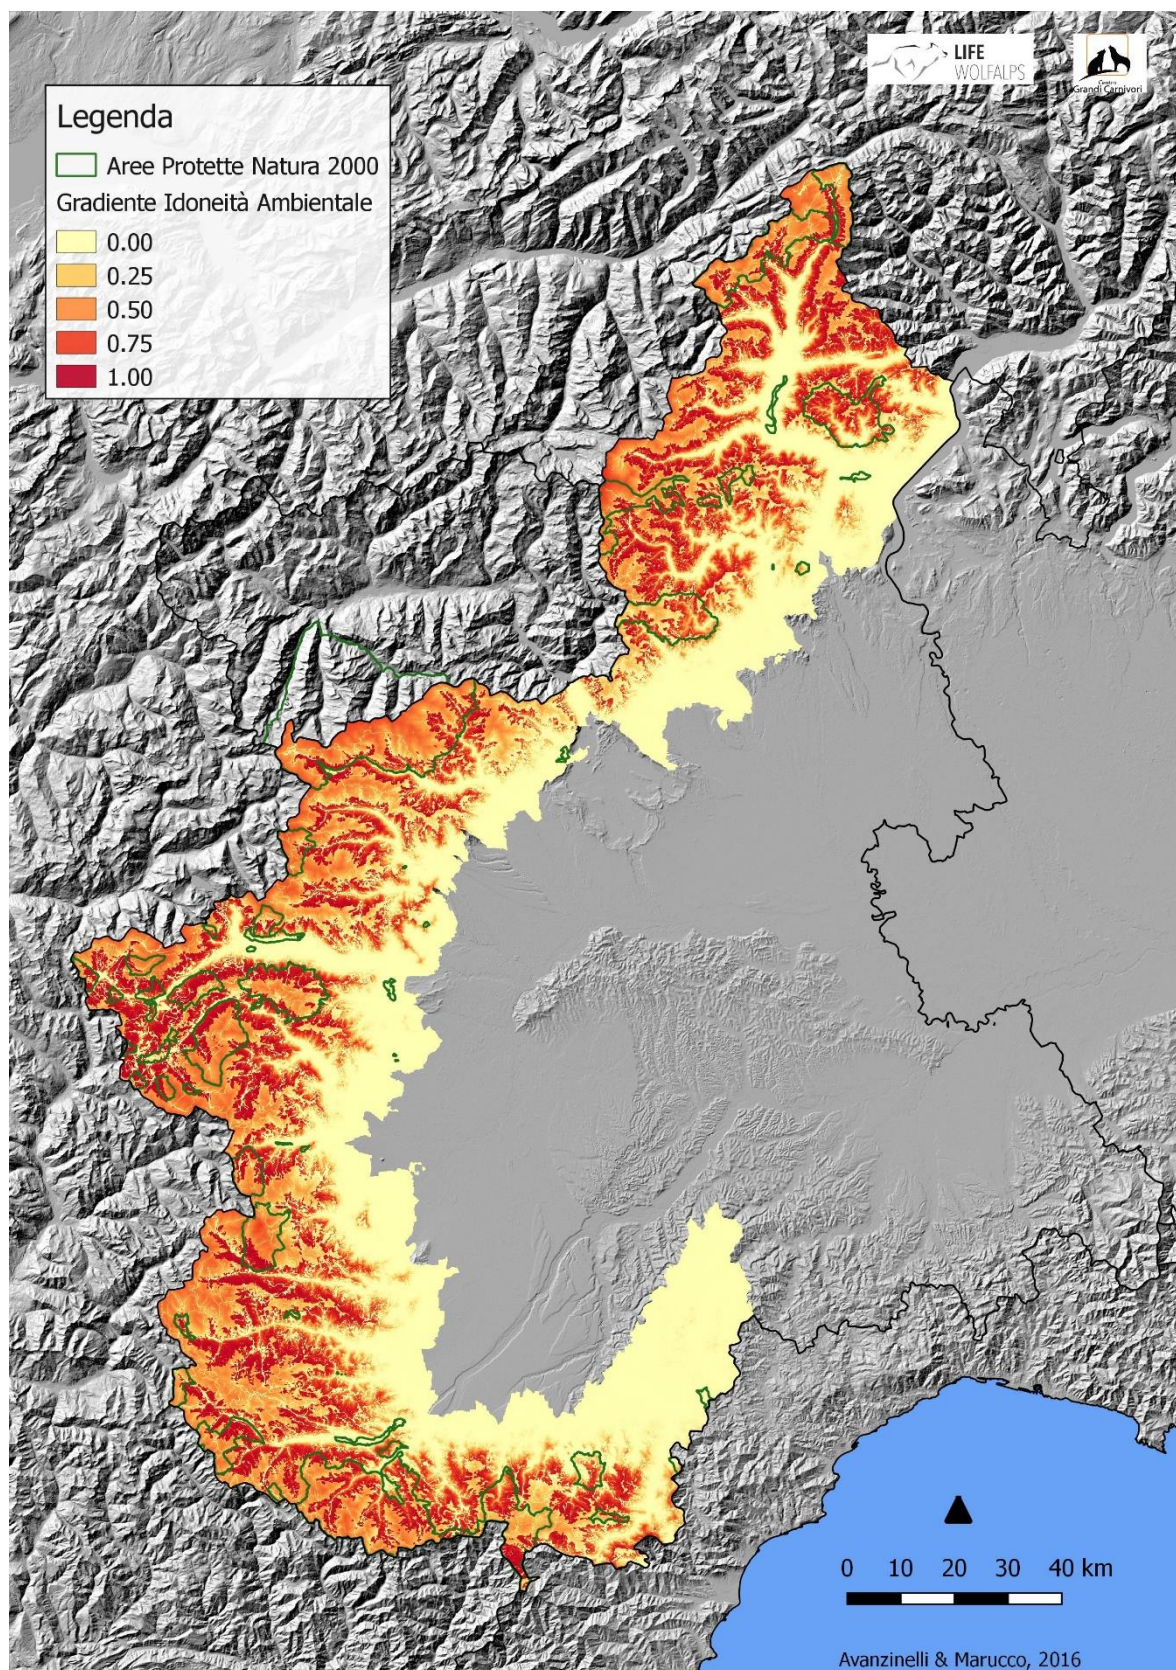 LIFE
WOLFALPS
Centro
Grandi Carnivori
Legenda
Aree Protette Natura 2000
Gradiente Idoneità Ambientale
0.00
0.25
0.50
0.75
1.00
0 10 20 30 40 km
Avanzinelli & Marucco, 2016